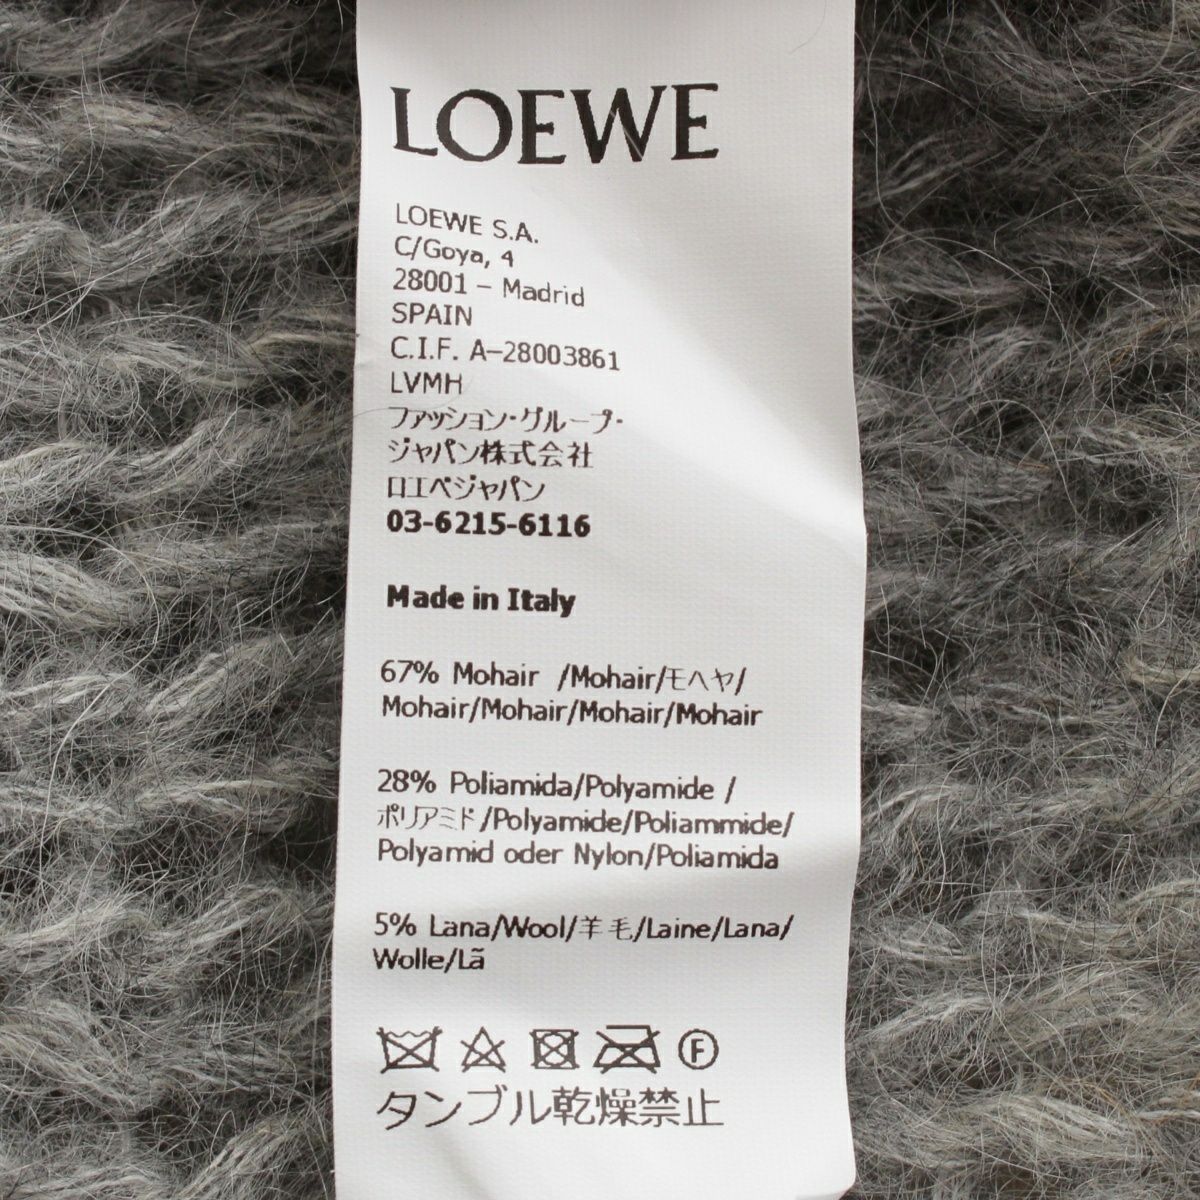 LOEWE
LOEWE S.A.
C/Goya, 4
28001 – Madrid
SPAIN
C.I.F. A-28003861
LVMH
ファッション・グループ・
ジャパン株式会社
ロエベジャパン
03-6215-6116
Made in Italy
67% Mohair /Mohair/モヘヤ/
Mohair/Mohair/Mohair/Mohair
28% Poliamida/Polyamide /
ポリアミド/Polyamide/Poliammide/
Polyamid oder Nylon/Poliamida
5% Lana/Wool/羊毛/Laine/Lana/
Wolle/Lã
F
タンブル乾燥禁止